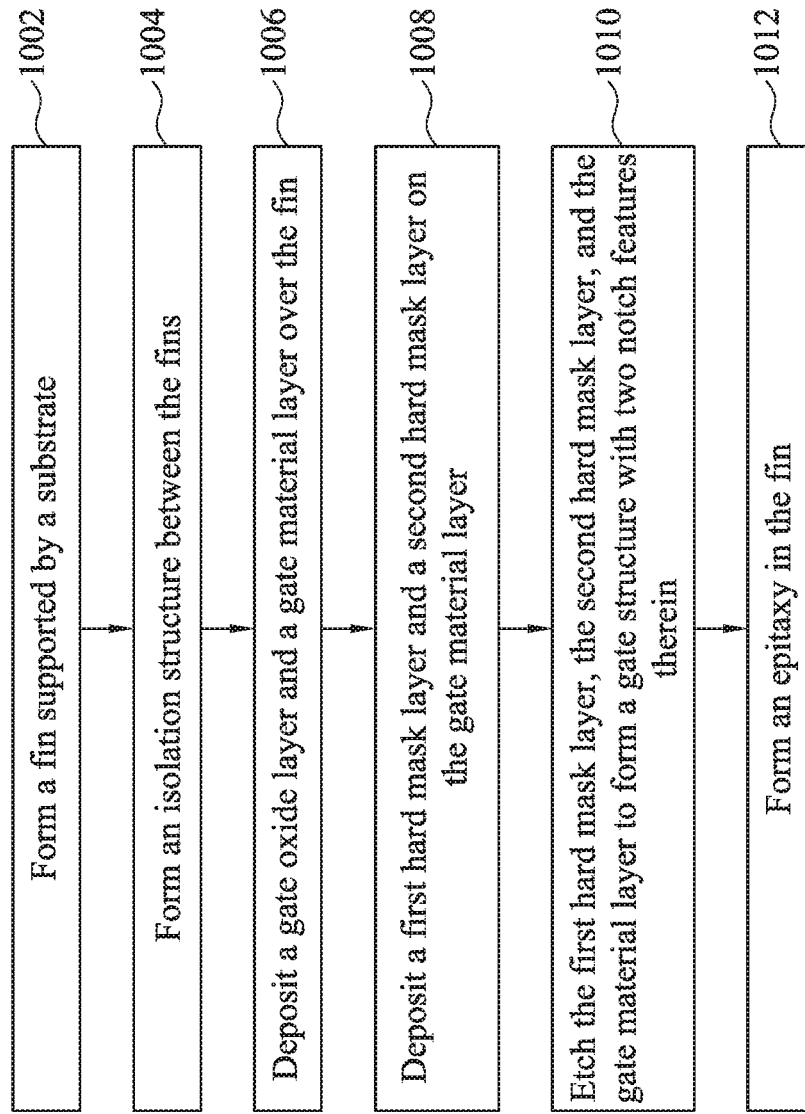 Form a fin supported by a substrate
1002
Form an isolation structure between the fins
1004
Deposit a gate oxide layer and a gate material layer over the fin
1006
Deposit a first hard mask layer and a second hard mask layer on
the gate material layer
1008
Etch the first hard mask layer, the second hard mask layer, and the
gate material layer to form a gate structure with two notch features
therein
1010
Form an epitaxy in the fin
1012